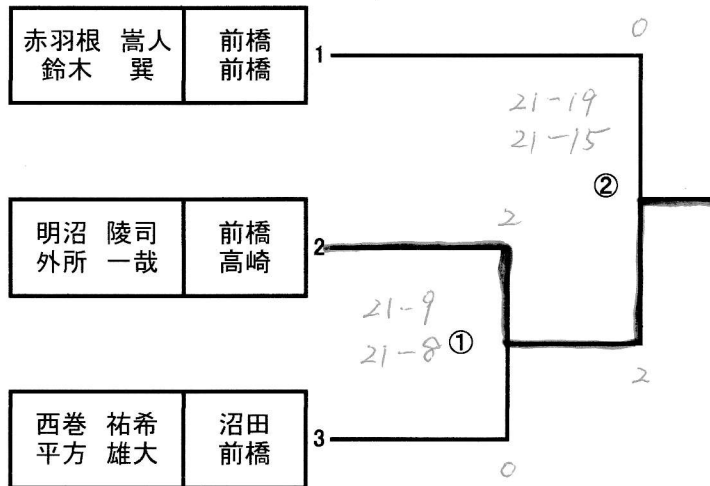 赤羽根 嵩人 前橋
鈴木 巽 前橋
1
0
21-19
21-15
②
明沼 陵司 前橋
外所 一哉 高崎
2
2
21-9
21-8 ①
2
西巻 祐希 沼田
平方 雄大 前橋
3
0